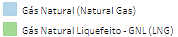 Gás Natural (Natural Gas)
Gás Natural Liquefeito - GNL (LNG)